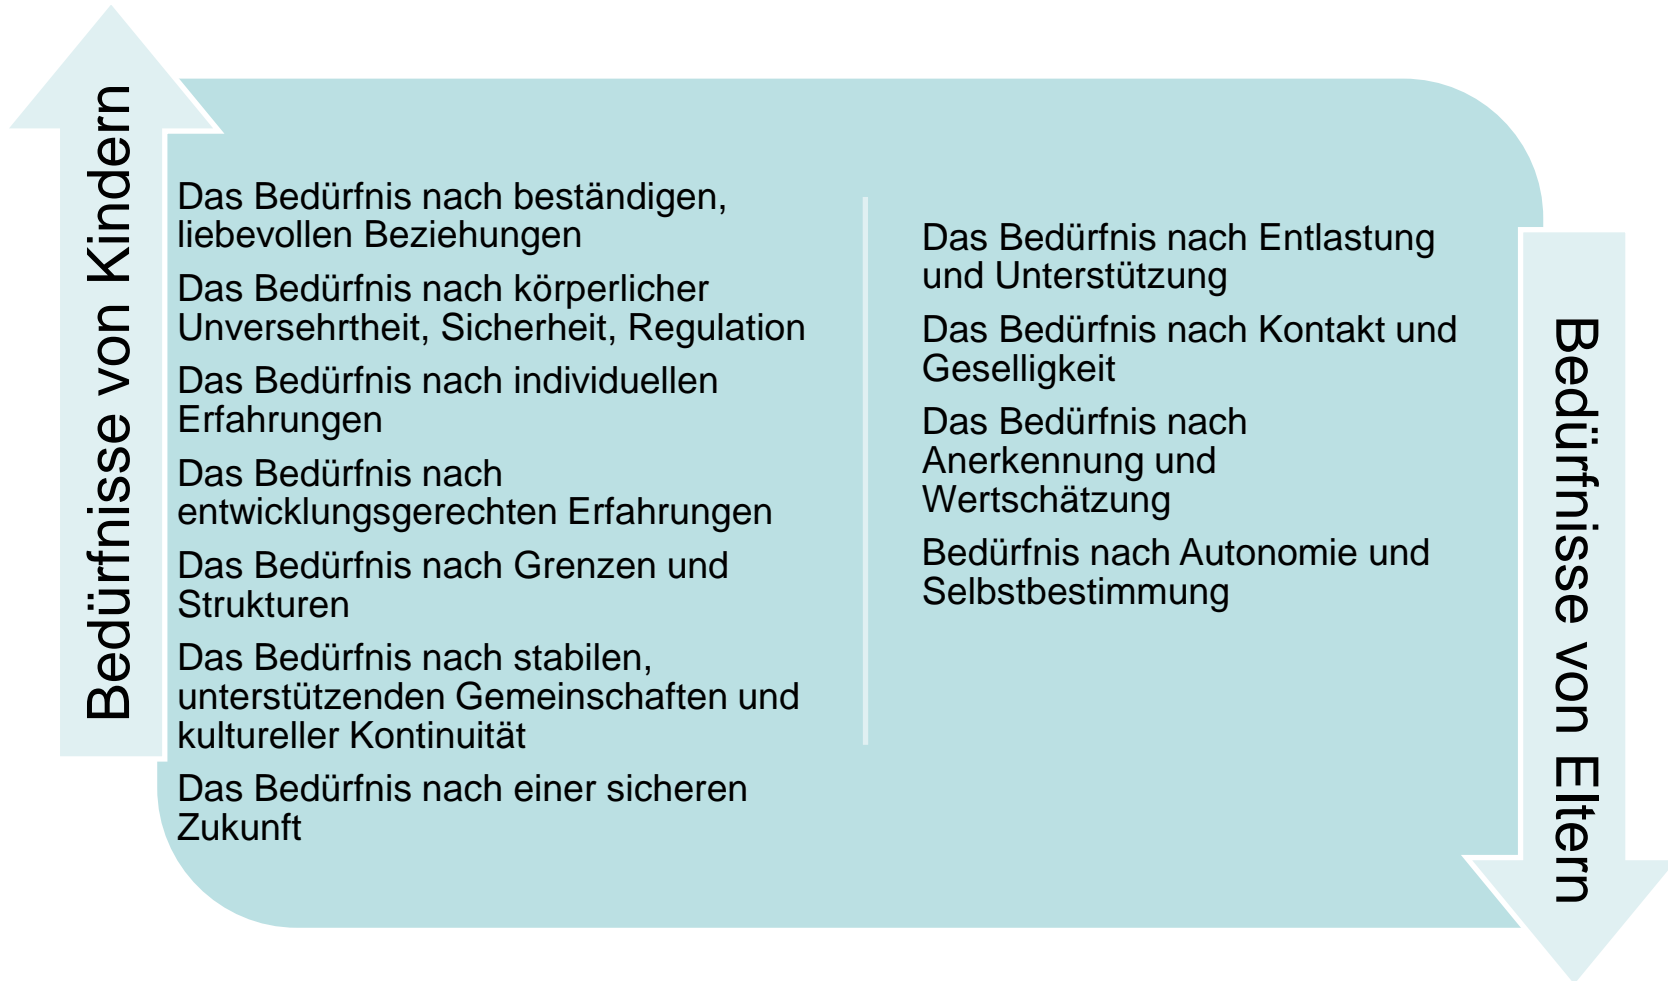 Bedürfnisse von Kindern
Das Bedürfnis nach beständigen,
liebevollen Beziehungen
Das Bedürfnis nach körperlicher
Unversehrtheit, Sicherheit, Regulation
Das Bedürfnis nach individuellen
Erfahrungen
Das Bedürfnis nach
entwicklungsgerechten Erfahrungen
Das Bedürfnis nach Grenzen und
Strukturen
Das Bedürfnis nach stabilen,
unterstützenden Gemeinschaften und
kultureller Kontinuität
Das Bedürfnis nach einer sicheren
Zukunft
Das Bedürfnis nach Entlastung
und Unterstützung
Das Bedürfnis nach Kontakt und
Geselligkeit
Das Bedürfnis nach
Anerkennung und
Wertschätzung
Bedürfnis nach Autonomie und
Selbstbestimmung
Bedürfnisse von Eltern